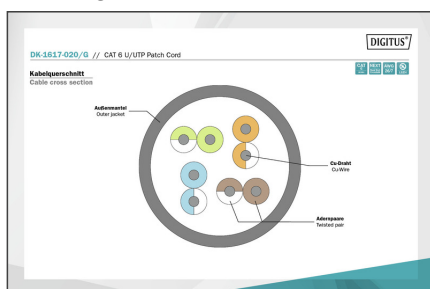 DIGITUS®
DK-1617-020/G // CAT 6 U/UTP Patch Cord
Kabelquerschnitt
Cable cross section
Außenmantel
Outer jacket
Cu-Draht
Cu-Wire
Adernpaare
Twisted pair